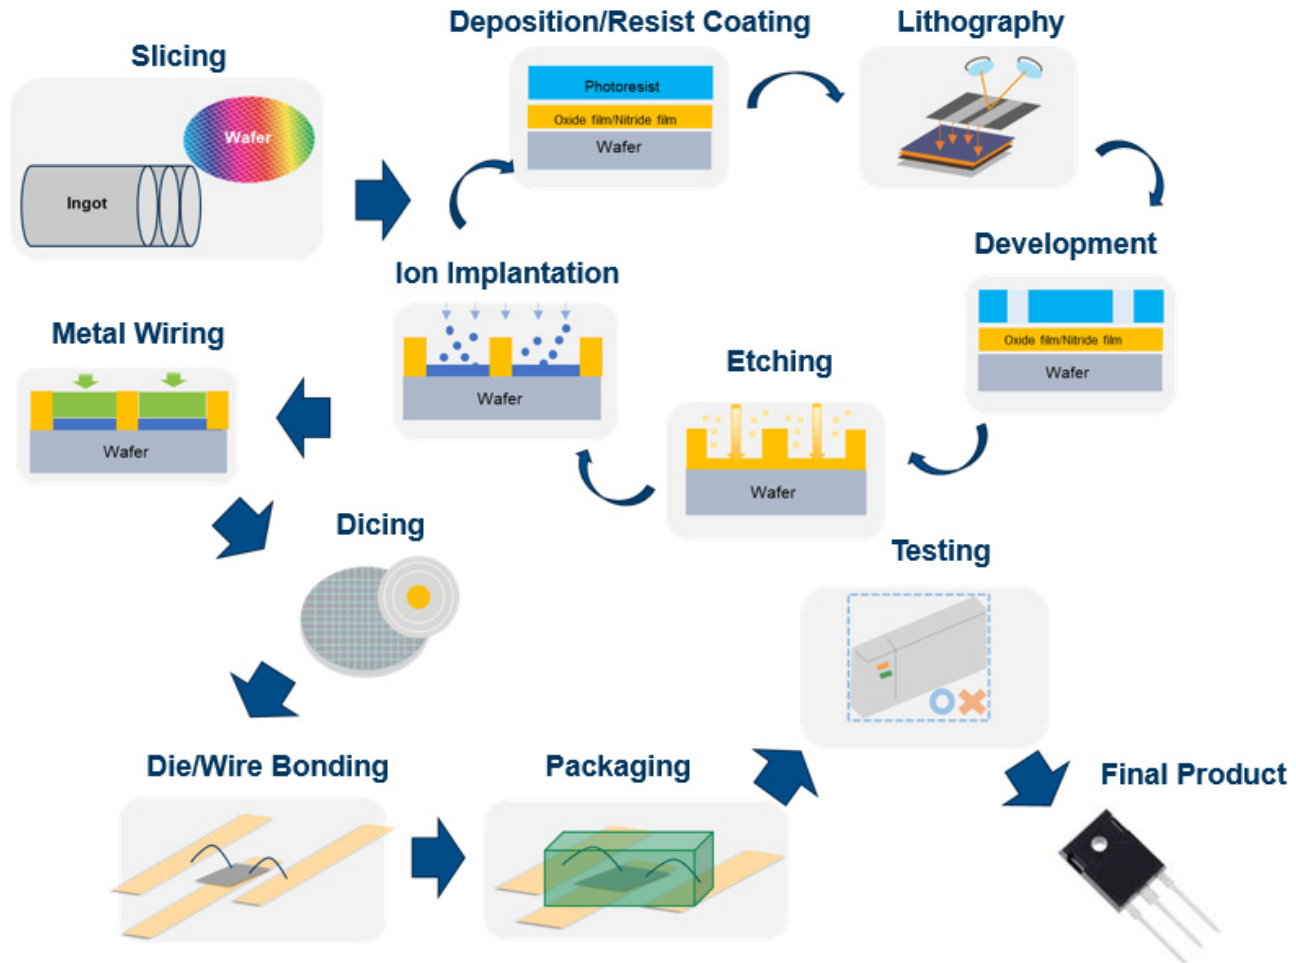 Slicing
Wafer
Ingot
Deposition/Resist Coating
Photoresist
Oxide film/Nitride film
Wafer
Lithography
Development
Oxide film/Nitride film
Wafer
Etching
Wafer
Ion Implantation
Wafer
Metal Wiring
Wafer
Dicing
Die/Wire Bonding
Packaging
Testing
Final Product